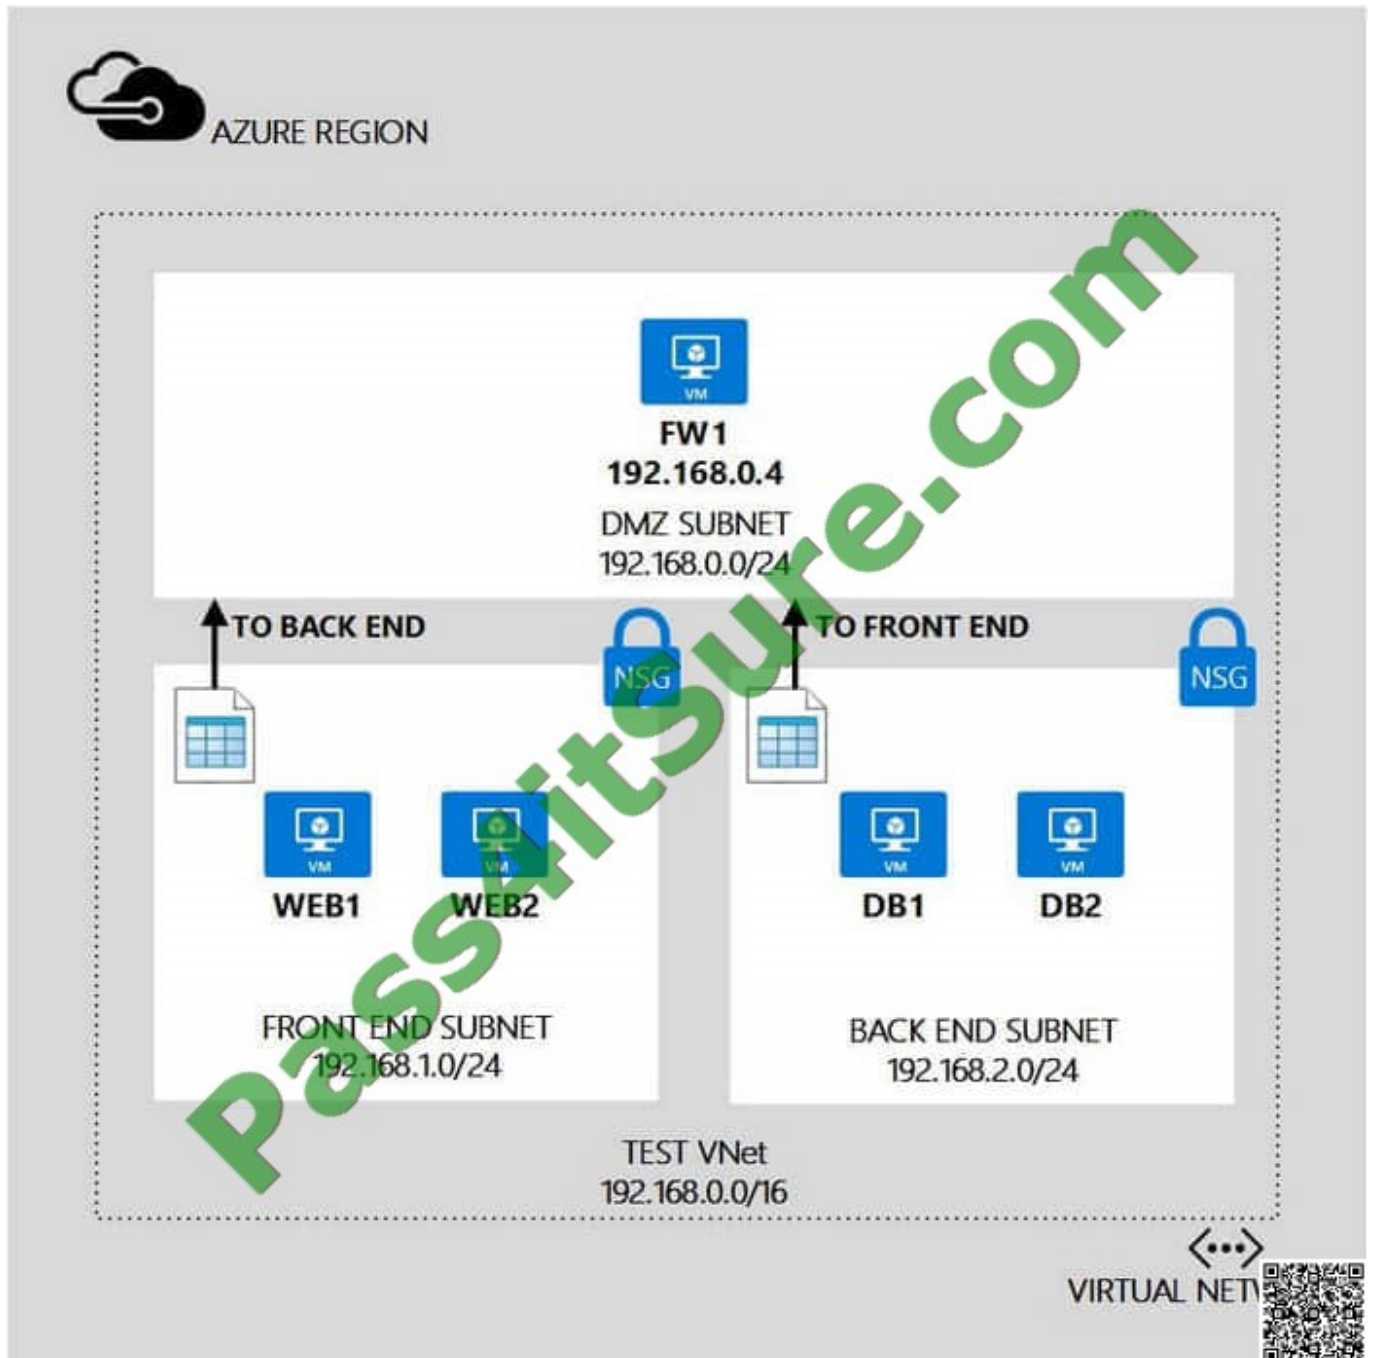 AZURE REGION
VM
FW1
192.168.0.4
DMZ SUBNET
192.168.0.0/24
TO BACK END
NSG
TO FRONT END
NSG
VM
WEB1
VM
WEB2
VM
DB1
VM
DB2
FRONT END SUBNET
192.168.1.0/24
BACK END SUBNET
192.168.2.0/24
TEST VNet
192.168.0.0/16
VIRTUAL
Pass4itSure.com